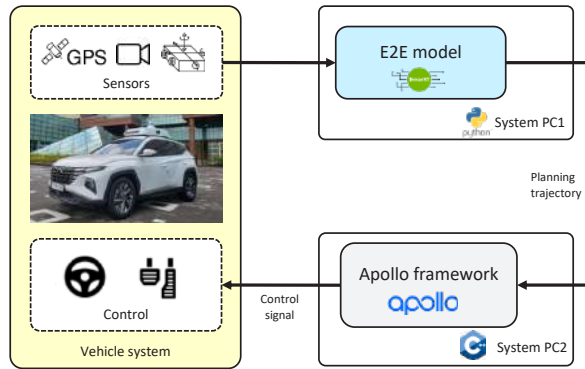 GPS
Sensors
E2E model
python
System PC1
Planning
trajectory
Apollo framework
apollo
Control
signal
System PC2
Control
Vehicle system